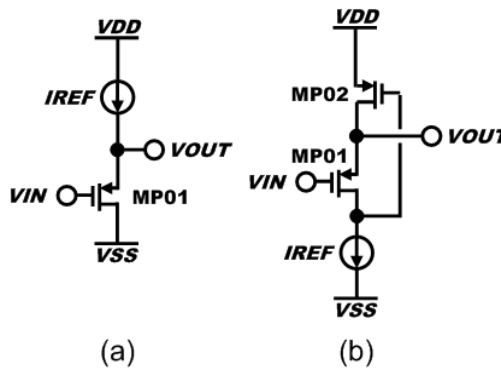 VDD
IREF
VOUT
VIN
MP01
VSS
(a)
VDD
MP02
VOUT
MP01
VIN
IREF
VSS
(b)